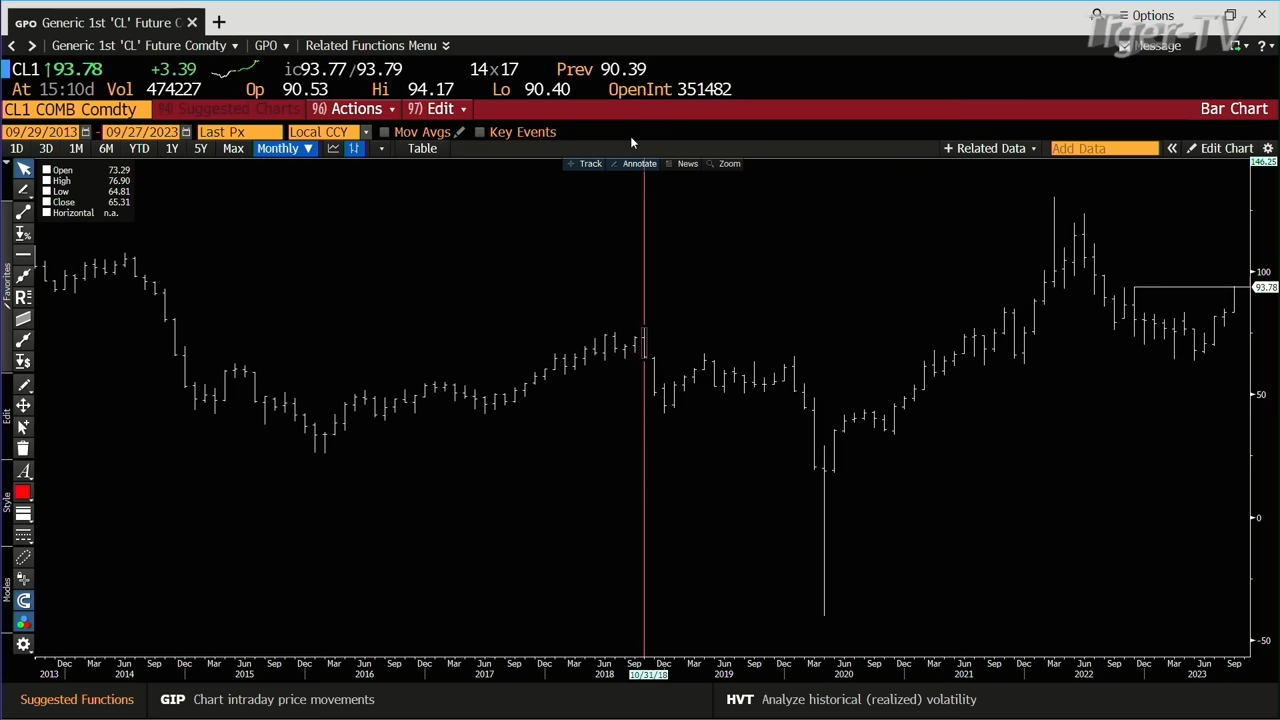 GPO Generic 1st 'CL' Future C × +
Options
Tiger-TV
Generic 1st 'CL' Future Comdty GPO Related Functions Menu
Message
CL1 ↑93.78 +3.39 ic93.77/93.79 14x17 Prev 90.39
At 15:10d Vol 474227 Op 90.53 Hi 94.17 Lo 90.40 OpenInt 351482
CL1 COMB Comdty 94) Suggested Charts 96) Actions 97) Edit Bar Chart
09/29/2013 - 09/27/2023 Last Px Local CCY Mov Avgs Key Events
1D 3D 1M 6M YTD 1Y 5Y Max Monthly ▼ Table + Related Data Add Data « Edit Chart
Track Annotate News Zoom
146.25
Open 73.29
High 76.90
Low 64.81
Close 65.31
Horizontal n.a.
100
93.78
50
0
-50
Favorites
Edit
Style
Modes
Dec Mar Jun Sep Dec Mar Jun Sep Dec Mar Jun Sep Dec Mar Jun Sep Dec Mar Jun Sep Dec Mar Jun Sep Dec Mar Jun Sep Dec Mar Jun Sep Dec Mar Jun Sep Dec Mar Jun Sep
2013 2014 2015 2016 2017 2018 10/31/18 2019 2020 2021 2022 2023
Suggested Functions GIP Chart intraday price movements HVT Analyze historical (realized) volatility